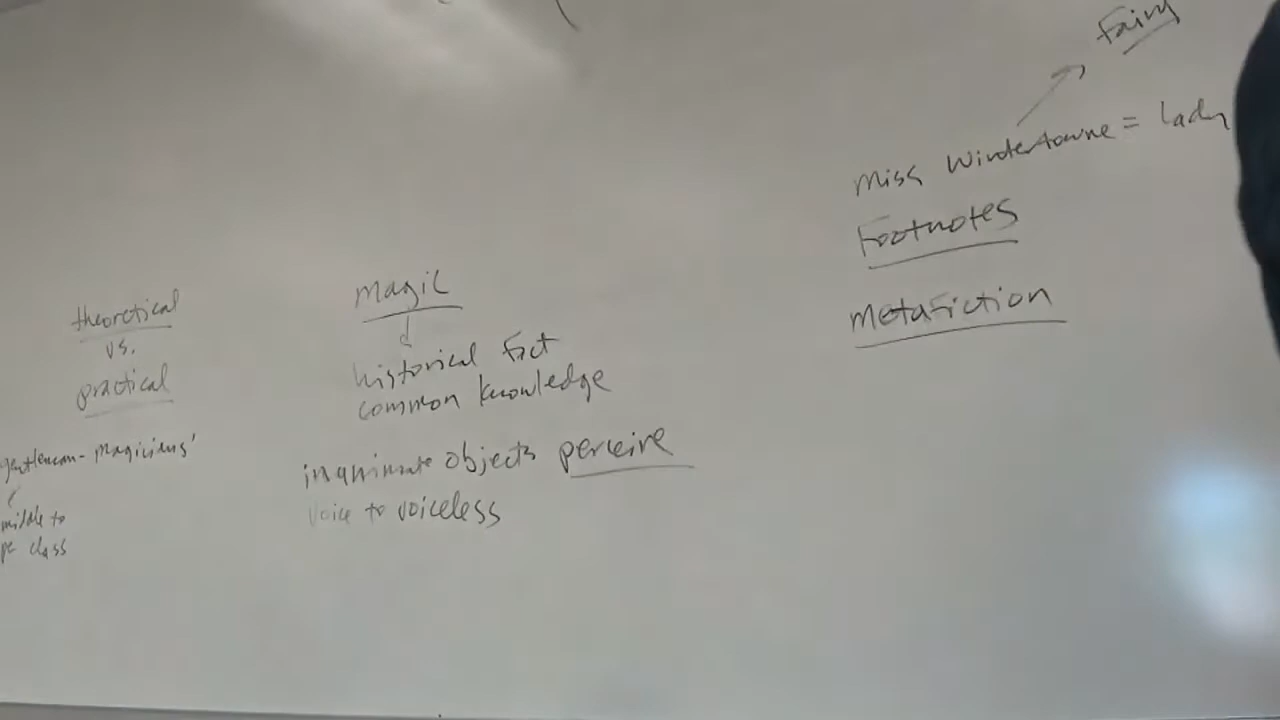 theoretical
vs.
practical
gentleman-magicians'
middle to
class
magic
historical fact
common knowledge
inanimate objects perceive
voice to voiceless
Fairy
Miss Wintertowne = Lady
Footnotes
metafiction